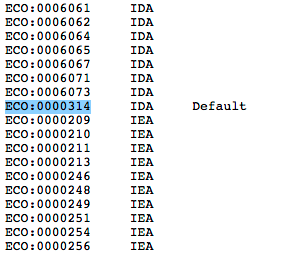 ECO:0006061 IDA
ECO:0006062 IDA
ECO:0006064 IDA
ECO:0006065 IDA
ECO:0006067 IDA
ECO:0006071 IDA
ECO:0006073 IDA
ECO:0000314 IDA Default
ECO:0000209 IEA
ECO:0000210 IEA
ECO:0000211 IEA
ECO:0000213 IEA
ECO:0000246 IEA
ECO:0000248 IEA
ECO:0000249 IEA
ECO:0000251 IEA
ECO:0000254 IEA
ECO:0000256 IEA